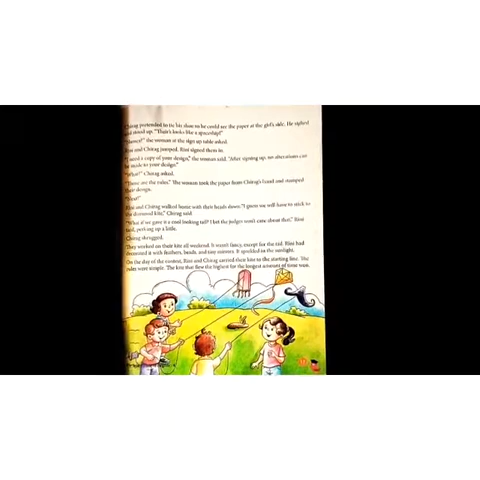 Chirag pretended to tie his shoe so he could see the paper at the girl's side. He sighed
and stood up. "That looks like a spaceship!"
"Names?" the woman at the sign up table asked.
Rini and Chirag jumped. Rini signed them in.
"I need a copy of your design," the woman said. "After signing up, no alterations can
be made to your design."
"What?" Chirag asked.
"These are the rules." The woman took the paper from Chirag's hand and stamped
their design.
Rini and Chirag walked home with their heads down. "I guess we will have to stick to
the diamond kite," Chirag said.
"What if we gave it a cool looking tail? I bet the judges won't care about that," Rini
said, perking up a little.
Chirag shrugged.
They worked on their kite all weekend. It wasn't fancy, except for the tail. Rini had
decorated it with feathers, beads, and tiny mirrors. It sparkled in the sunlight.
On the day of the contest, Rini and Chirag carried their kite to the starting line. The
rules were simple. The kite that flew the highest for the longest amount of time won.